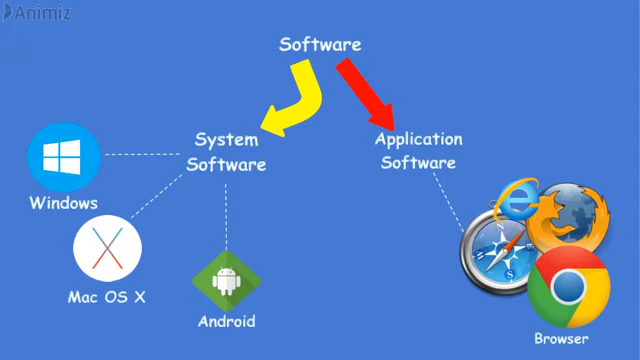 Animiz
Software
System
Software
Application
Software
Windows
Mac OS X
Android
Browser